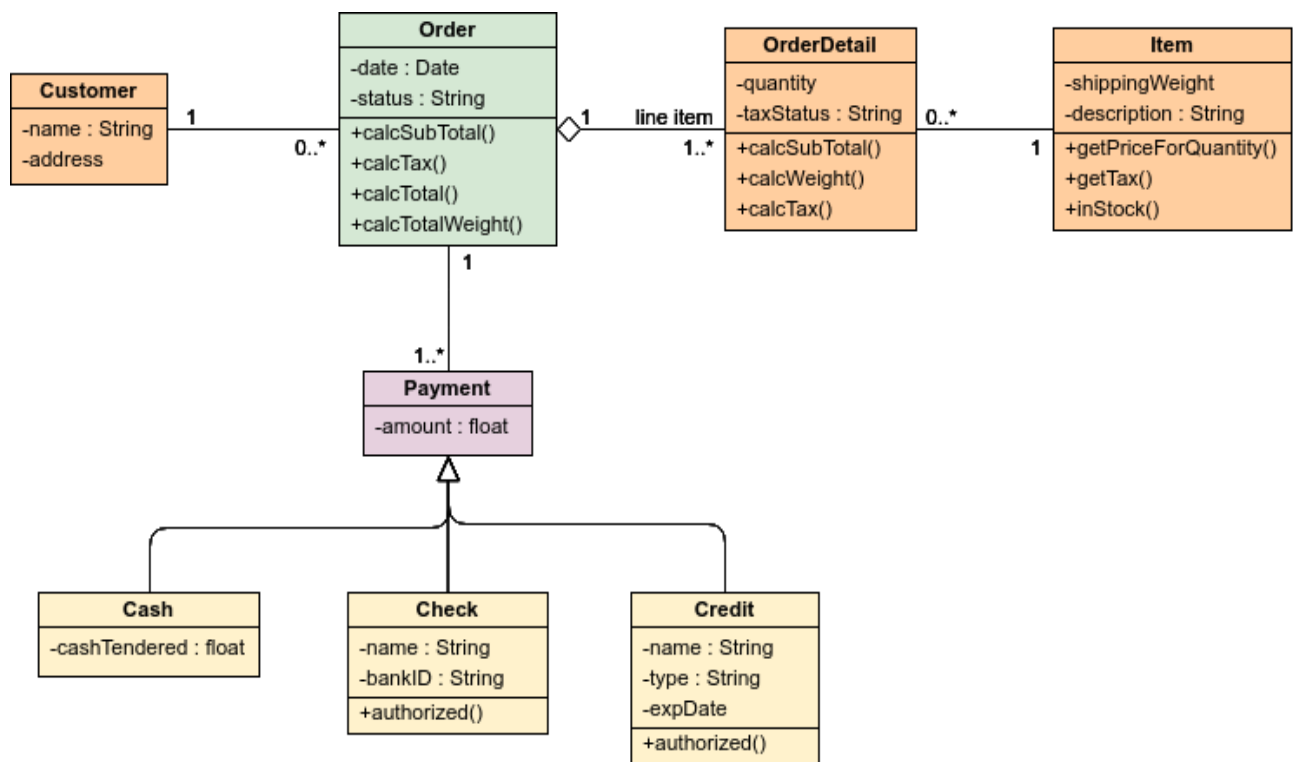 Customer
-name : String
-address
1
0..*
Order
-date : Date
-status : String
+calcSubTotal()
+calcTax()
+calcTotal()
+calcTotalWeight()
1
line item
1..*
OrderDetail
-quantity
-taxStatus : String
+calcSubTotal()
+calcWeight()
+calcTax()
0..*
1
Item
-shippingWeight
-description : String
+getPriceForQuantity()
+getTax()
+inStock()
1
1..*
Payment
-amount : float
Cash
-cashTendered : float
Check
-name : String
-bankID : String
+authorized()
Credit
-name : String
-type : String
-expDate
+authorized()